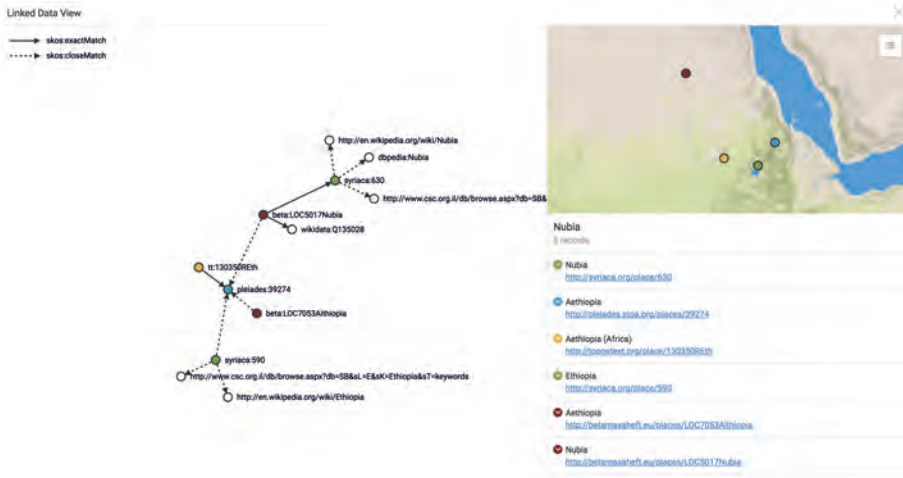 Linked Data View
skos:exactMatch
skos:closeMatch
http://en.wikipedia.org/wiki/Nubia
dbpedia:Nubia
syriaca:630
http://www.csc.org.il/db/browse.aspx?db=SB&
beta:LOC5017Nubia
wikidata:Q135028
tt:130350REth
pleiades:39274
beta:LOC7053Aithiopia
syriaca:590
http://www.csc.org.il/db/browse.aspx?db=SB&sL=E&sK=Ethiopia&sT=keywords
http://en.wikipedia.org/wiki/Ethiopia
Nubia
records
Nubia
http://syriaca.org/place/630
Aethiopia
http://pleiades.stoa.org/places/39274
Aethiopia (Africa)
http://topostext.org/place/130350REth
Ethiopia
http://syriaca.org/place/590
Aethiopia
http://betamasaheft.eu/places/LOC7053Aithiopia
Nubia
http://betamasaheft.eu/places/LOC5017Nubia